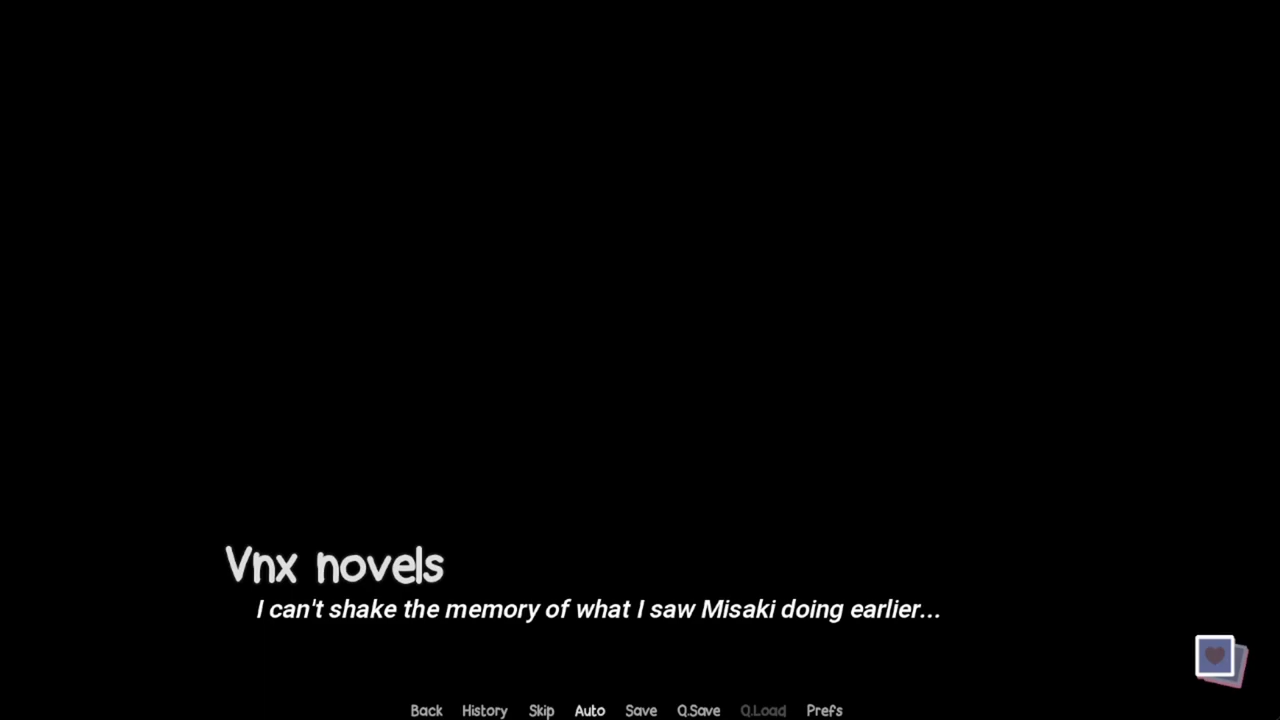 Vnx novels
I can't shake the memory of what I saw Misaki doing earlier...
Back History Skip Auto Save Q.Save Q.Load Prefs